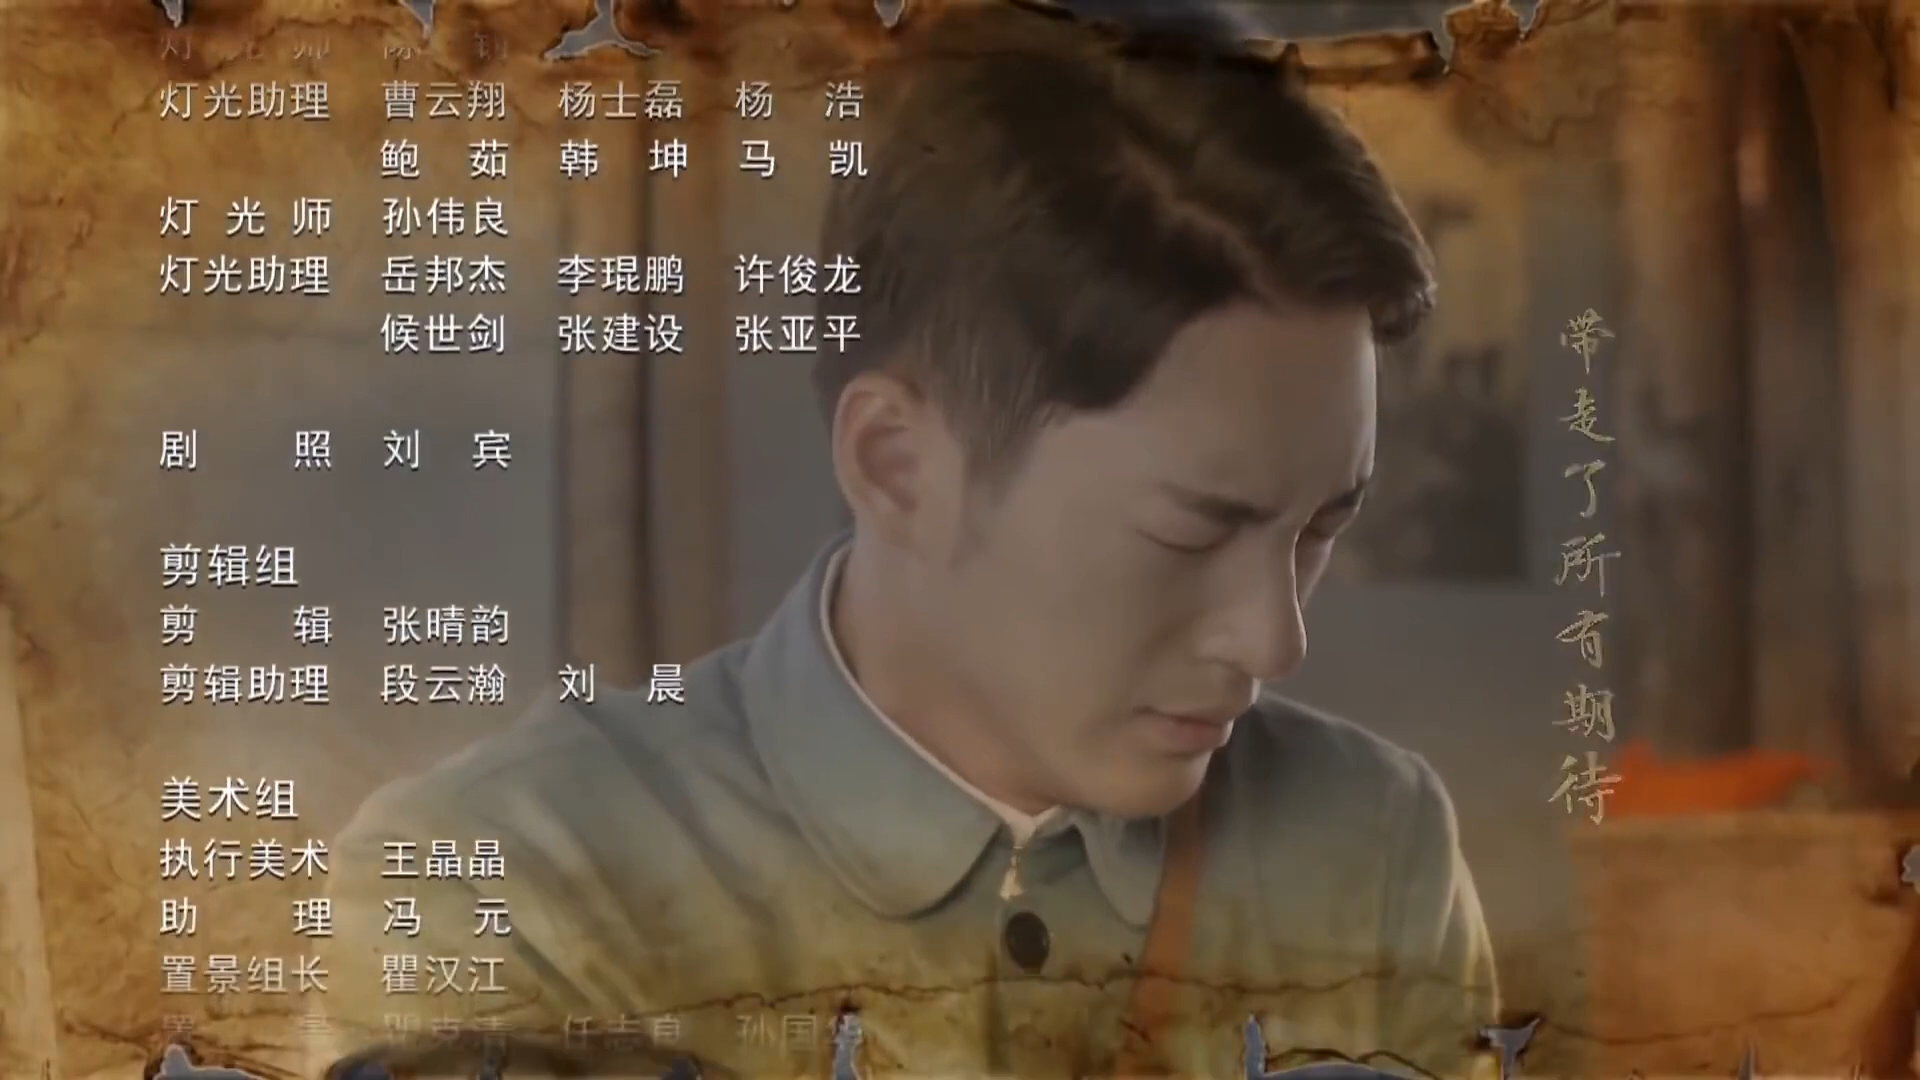 灯光助理 曹云翔 杨士磊 杨浩
鲍茹 韩坤 马凯
灯光师 孙伟良
灯光助理 岳邦杰 李琨鹏 许俊龙
候世剑 张建设 张亚平
剧照 刘宾
剪辑组
剪辑 张晴韵
剪辑助理 段云瀚 刘晨
美术组
执行美术 王晶晶
助理 冯元
置景组长 瞿汉江
任志良
带走了所有期待